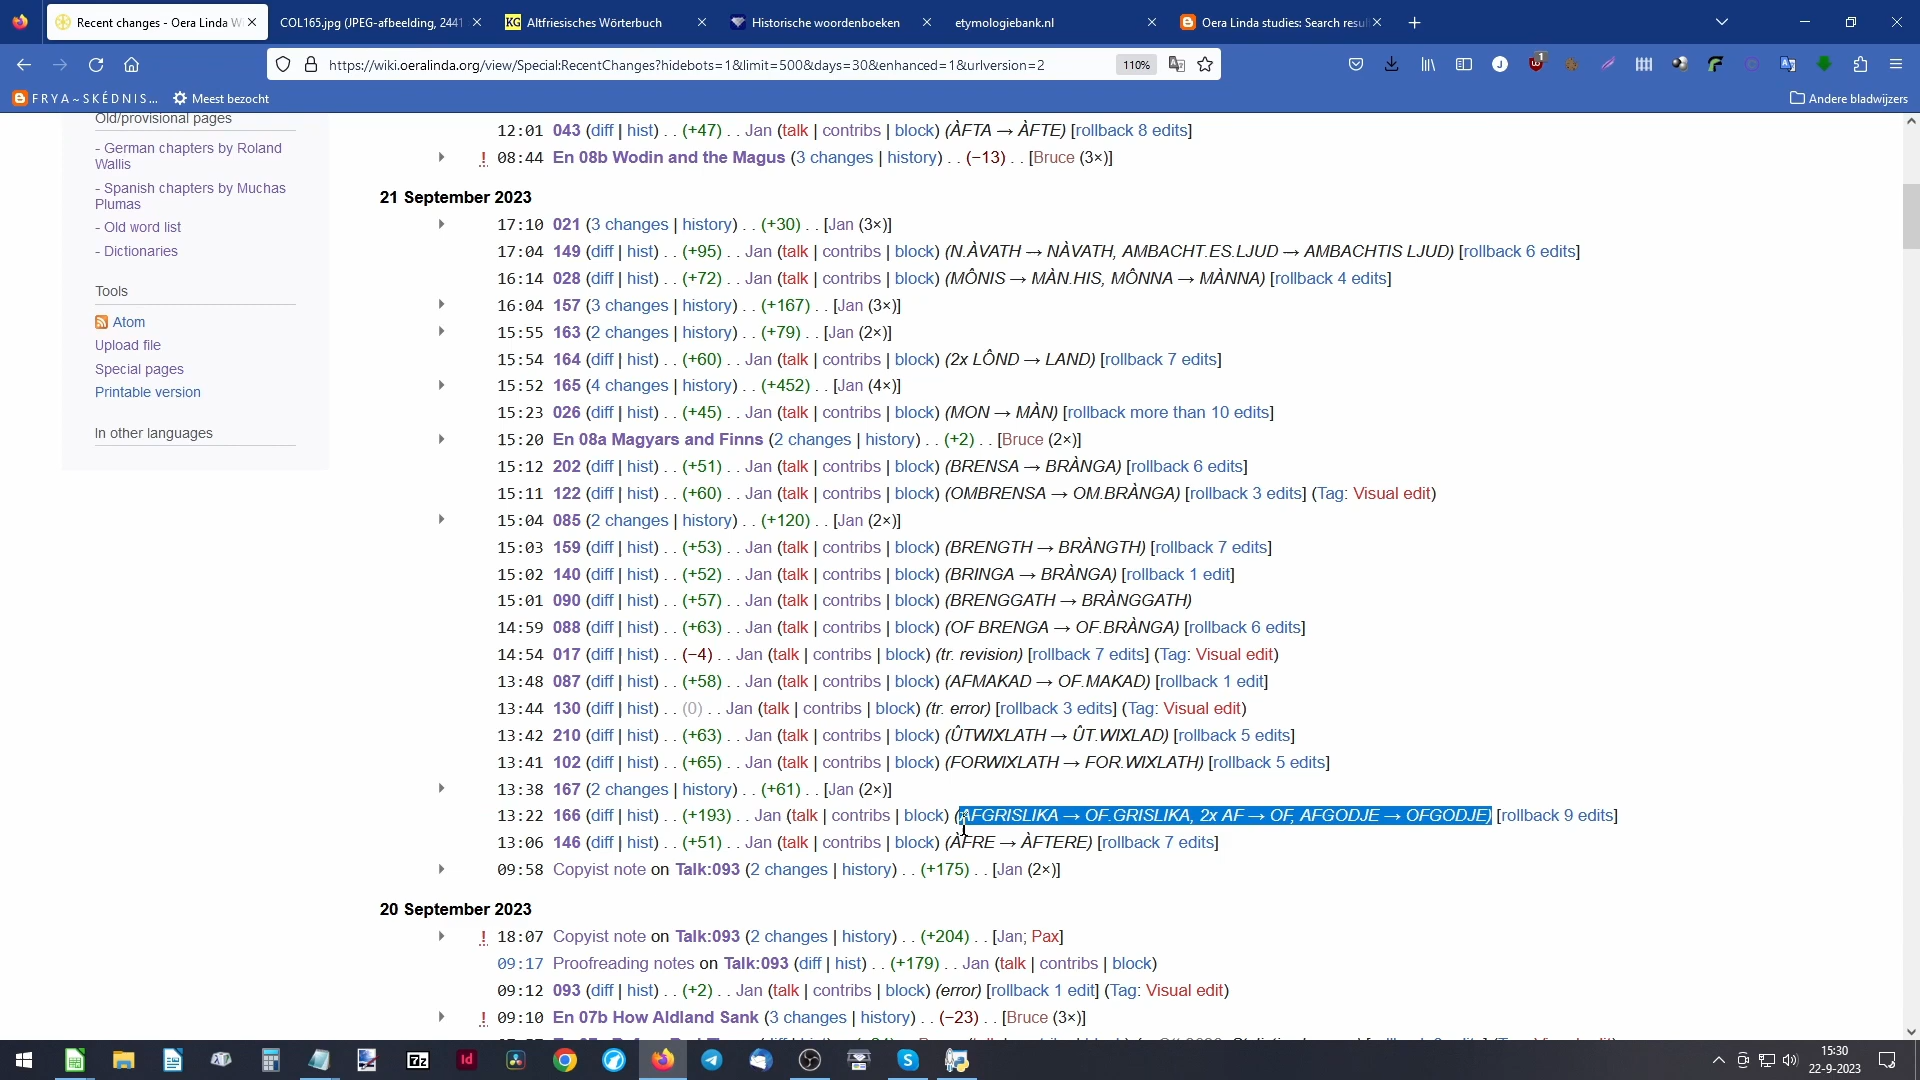 Recent changes - Oera Linda W
COL165.jpg (JPEG-afbeelding, 2441
KG Altfriesisches Wörterbuch
Historische woordenboeken
etymologiebank.nl
Oera Linda studies: Search resu
https://wiki.oeralinda.org/view/Special:RecentChanges?hidebots=1&limit=500&days=30&enhanced=1&urlversion=2
110%
F R Y A ~ S K É D N I S ...
Meest bezocht
Andere bladwijzers
Old/provisional pages
- German chapters by Roland
Wallis
- Spanish chapters by Muchas
Plumas
- Old word list
- Dictionaries
Tools
Atom
Upload file
Special pages
Printable version
In other languages
12:01 043 (diff | hist) . . (+47) . . Jan (talk | contribs | block) (ÀFTA → ÀFTE) [rollback 8 edits]
! 08:44 En 08b Wodin and the Magus (3 changes | history) . . (−13) . . [Bruce (3×)]
21 September 2023
17:10 021 (3 changes | history) . . (+30) . . [Jan (3×)]
17:04 149 (diff | hist) . . (+95) . . Jan (talk | contribs | block) (N.ÀVATH → NÀVATH, AMBACHT.ES.LJUD → AMBACHTIS LJUD) [rollback 6 edits]
16:14 028 (diff | hist) . . (+72) . . Jan (talk | contribs | block) (MÔNIS → MÀN.HIS, MÔNNA → MÀNNA) [rollback 4 edits]
16:04 157 (3 changes | history) . . (+167) . . [Jan (3×)]
15:55 163 (2 changes | history) . . (+79) . . [Jan (2×)]
15:54 164 (diff | hist) . . (+60) . . Jan (talk | contribs | block) (2x LÔND → LAND) [rollback 7 edits]
15:52 165 (4 changes | history) . . (+452) . . [Jan (4×)]
15:23 026 (diff | hist) . . (+45) . . Jan (talk | contribs | block) (MON → MÀN) [rollback more than 10 edits]
15:20 En 08a Magyars and Finns (2 changes | history) . . (+2) . . [Bruce (2×)]
15:12 202 (diff | hist) . . (+51) . . Jan (talk | contribs | block) (BRENSA → BRÀNGA) [rollback 6 edits]
15:11 122 (diff | hist) . . (+60) . . Jan (talk | contribs | block) (OMBRENSA → OM.BRÀNGA) [rollback 3 edits] (Tag: Visual edit)
15:04 085 (2 changes | history) . . (+120) . . [Jan (2×)]
15:03 159 (diff | hist) . . (+53) . . Jan (talk | contribs | block) (BRENGTH → BRÀNGTH) [rollback 7 edits]
15:02 140 (diff | hist) . . (+52) . . Jan (talk | contribs | block) (BRINGA → BRÀNGA) [rollback 1 edit]
15:01 090 (diff | hist) . . (+57) . . Jan (talk | contribs | block) (BRENGGATH → BRÀNGGATH)
14:59 088 (diff | hist) . . (+63) . . Jan (talk | contribs | block) (OF BRENGA → OF.BRÀNGA) [rollback 6 edits]
14:54 017 (diff | hist) . . (−4) . . Jan (talk | contribs | block) (tr. revision) [rollback 7 edits] (Tag: Visual edit)
13:48 087 (diff | hist) . . (+58) . . Jan (talk | contribs | block) (AFMAKAD → OF.MAKAD) [rollback 1 edit]
13:44 130 (diff | hist) . . (0) . . Jan (talk | contribs | block) (tr. error) [rollback 3 edits] (Tag: Visual edit)
13:42 210 (diff | hist) . . (+63) . . Jan (talk | contribs | block) (ÛTWIXLATH → ÛT.WIXLAD) [rollback 5 edits]
13:41 102 (diff | hist) . . (+65) . . Jan (talk | contribs | block) (FORWIXLATH → FOR.WIXLATH) [rollback 5 edits]
13:38 167 (2 changes | history) . . (+61) . . [Jan (2×)]
13:22 166 (diff | hist) . . (+193) . . Jan (talk | contribs | block) (AFGRISLIKA → OF.GRISLIKA, 2x AF → OF, AFGODJE → OFGODJE) [rollback 9 edits]
13:06 146 (diff | hist) . . (+51) . . Jan (talk | contribs | block) (ÀFRE → ÀFTERE) [rollback 7 edits]
09:58 Copyist note on Talk:093 (2 changes | history) . . (+175) . . [Jan (2×)]
20 September 2023
! 18:07 Copyist note on Talk:093 (2 changes | history) . . (+204) . . [Jan; Pax]
09:17 Proofreading notes on Talk:093 (diff | hist) . . (+179) . . Jan (talk | contribs | block)
09:12 093 (diff | hist) . . (+2) . . Jan (talk | contribs | block) (error) [rollback 1 edit] (Tag: Visual edit)
! 09:10 En 07b How Aldland Sank (3 changes | history) . . (−23) . . [Bruce (3×)]
15:30
22-9-2023